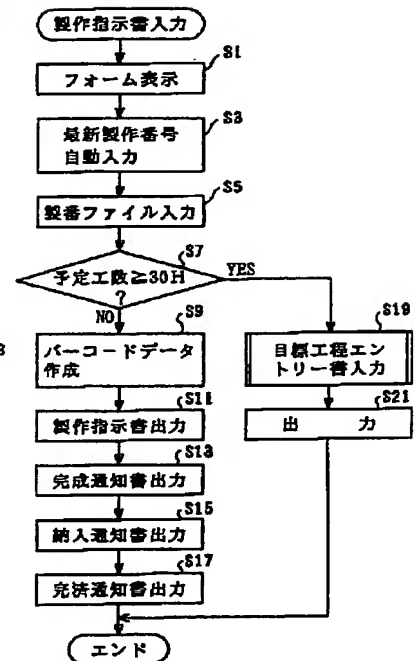 製作指示書入力
S1
フォーム表示
S3
最新製作番号
自動入力
S5
製番ファイル入力
S7
予定工数≧30H
?
YES
NO
S9
バーコードデータ
作成
S19
目標工程エン
トリー書入力
S11
製作指示書出力
S21
出 力
S13
完成通知書出力
S15
納入通知書出力
S17
完済通知書出力
エンド